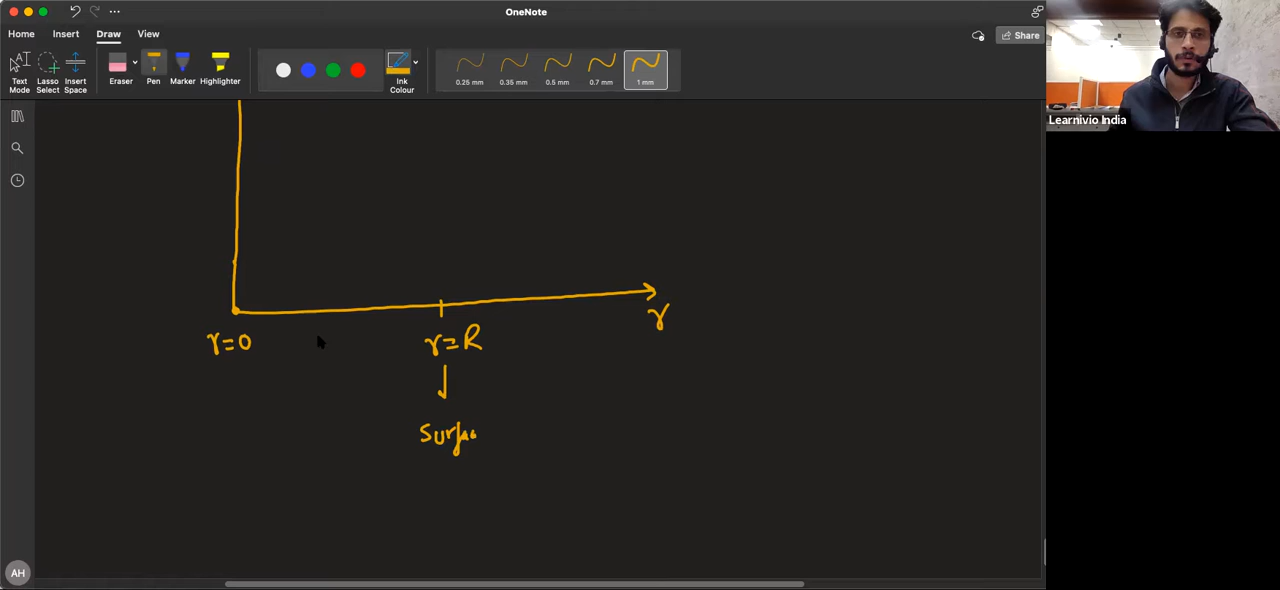 OneNote
Home Insert Draw View
Share
Text Mode
Lasso Select
Insert Space
Eraser
Pen
Marker
Highlighter
Ink Colour
0.25 mm
0.35 mm
0.5 mm
0.7 mm
1 mm
Learnivio India
r
r=0
r=R
AH